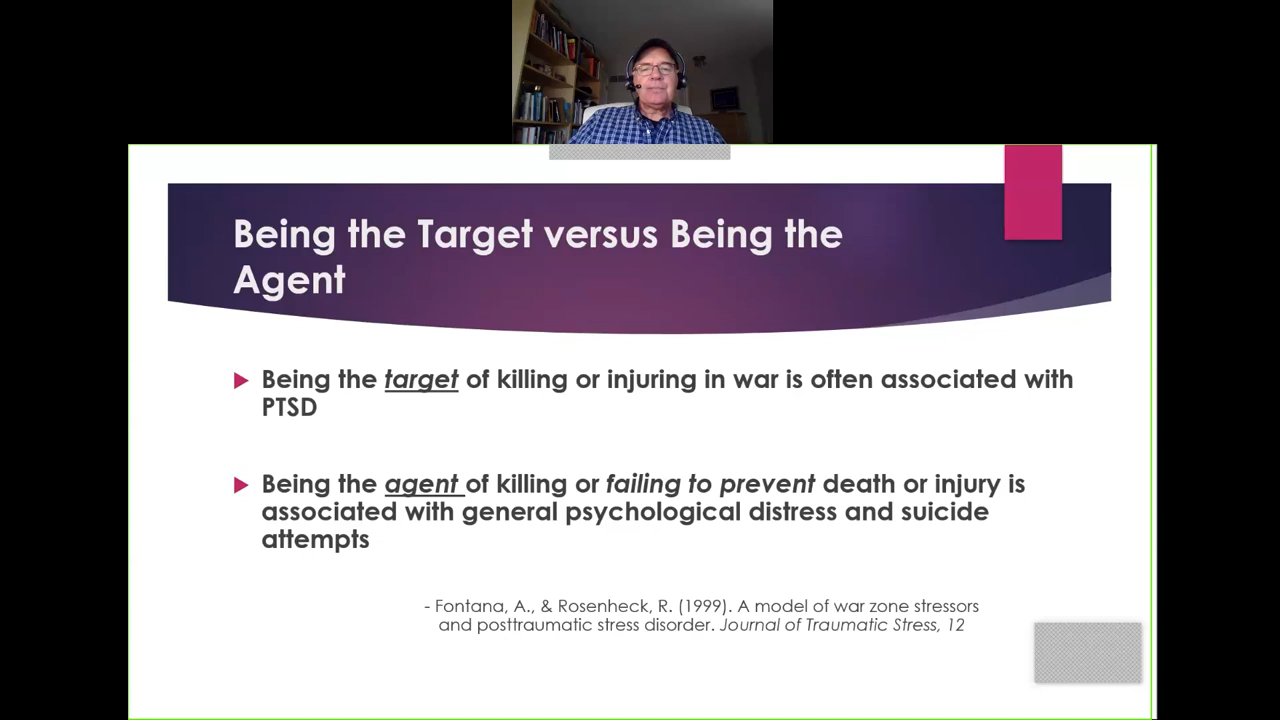 Being the Target versus Being the
Agent
Being the target of killing or injuring in war is often associated with
PTSD
Being the agent of killing or failing to prevent death or injury is
associated with general psychological distress and suicide
attempts
- Fontana, A., & Rosenheck, R. (1999). A model of war zone stressors
and posttraumatic stress disorder. Journal of Traumatic Stress, 12